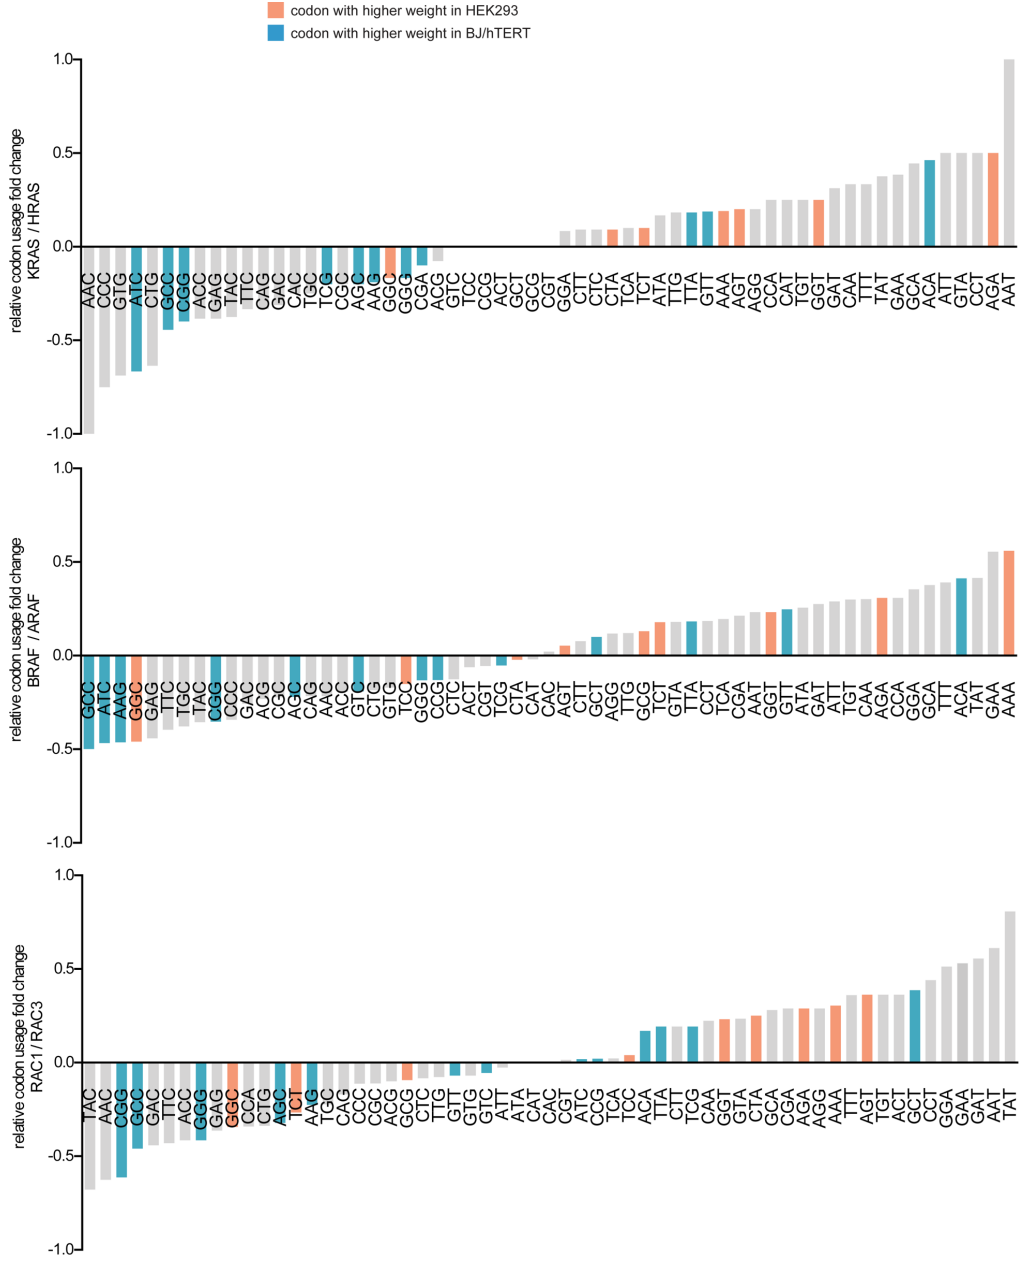 codon with higher weight in HEK293
codon with higher weight in BJ/hTERT
relative codon usage fold change
KRAS / HRAS
1.0
0.5
0.0
-0.5
-1.0
AAC CCC GTG ATC CTG GCC CGG ACC GAG TAC TTC CAG GAC CAC TGC TCG CGC AGC AAG GGC GGG CGA ACG GTC TCC CCG ACT GCT GCG CGT GGA CTT CTC CTA TCA TCT ATA TTG TTA GTT AAA AGT AGG CCA CAT TGT GGT GAT CAA TTT TAT GAA GCA ACA ATT GTA CCT AGA AAT
relative codon usage fold change
BRAF / ARAF
1.0
0.5
0.0
-0.5
-1.0
GCC ATC AAG GGC GAG TTC TGC TAC CGG CCC GAC ACG CGC AGC CAG AAC ACC GTC CTG GTG TCC GGG CCG CTC ACT CGT TCG CTA CAT CAC AGT CTT GCT AGG TTG GCG TCT GTA TTA CCT TCA CGA AAT GGT GTT ATA GAT ATT TGT CAA AGA CCA GGA GCA TTT ACA TAT GAA AAA
relative codon usage fold change
RAC1 / RAC3
1.0
0.5
0.0
-0.5
-1.0
TAC AAC CGG GCC GAC TTC ACC GGG GAG GGC CCA CTG AGC TCT AAG TGC CAG CCC CGC ACG GCG CTC TTG GTT GTG GTC ATT ATA CAT CAC CGT ATC CCG TCA TCC ACA TTA CTT TCG CAA GGT GTA CTA GCA CGA AGA AGG AAA TTT AGT TGT ACT GCT CCT GGA GAA GAT AAT TAT